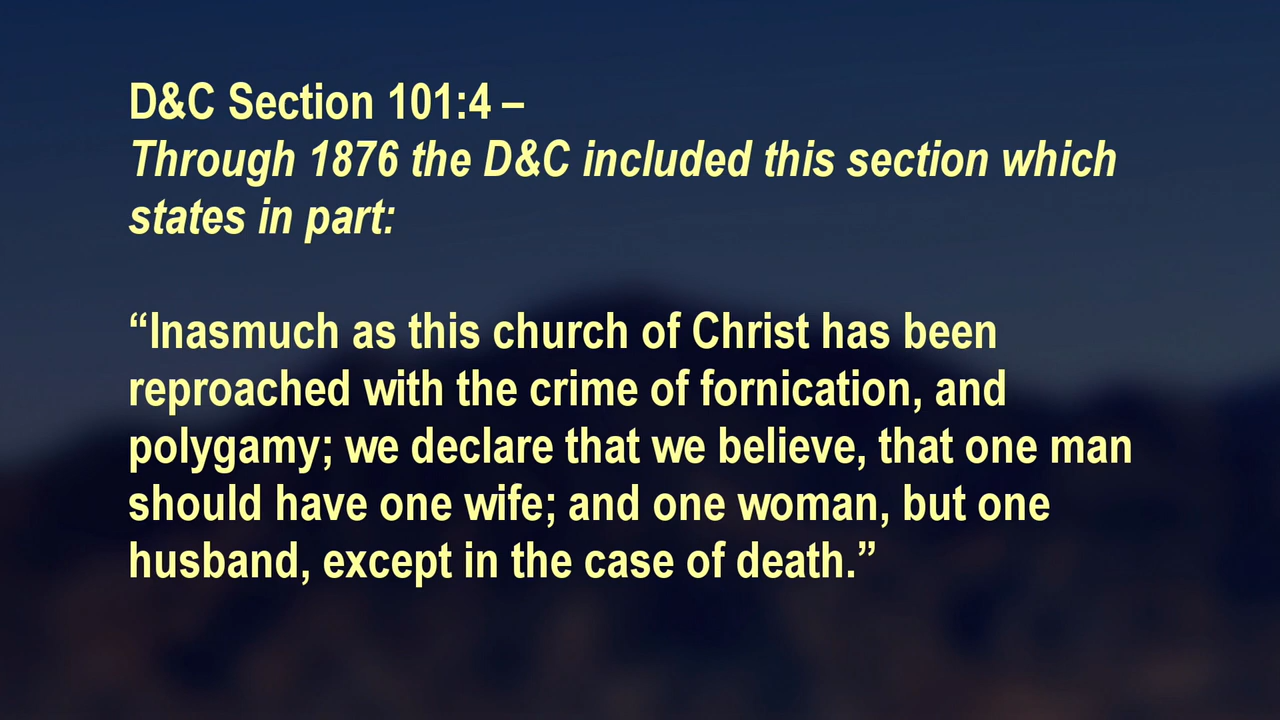 D&C Section 101:4 –
Through 1876 the D&C included this section which
states in part:
“Inasmuch as this church of Christ has been
reproached with the crime of fornication, and
polygamy; we declare that we believe, that one man
should have one wife; and one woman, but one
husband, except in the case of death.”